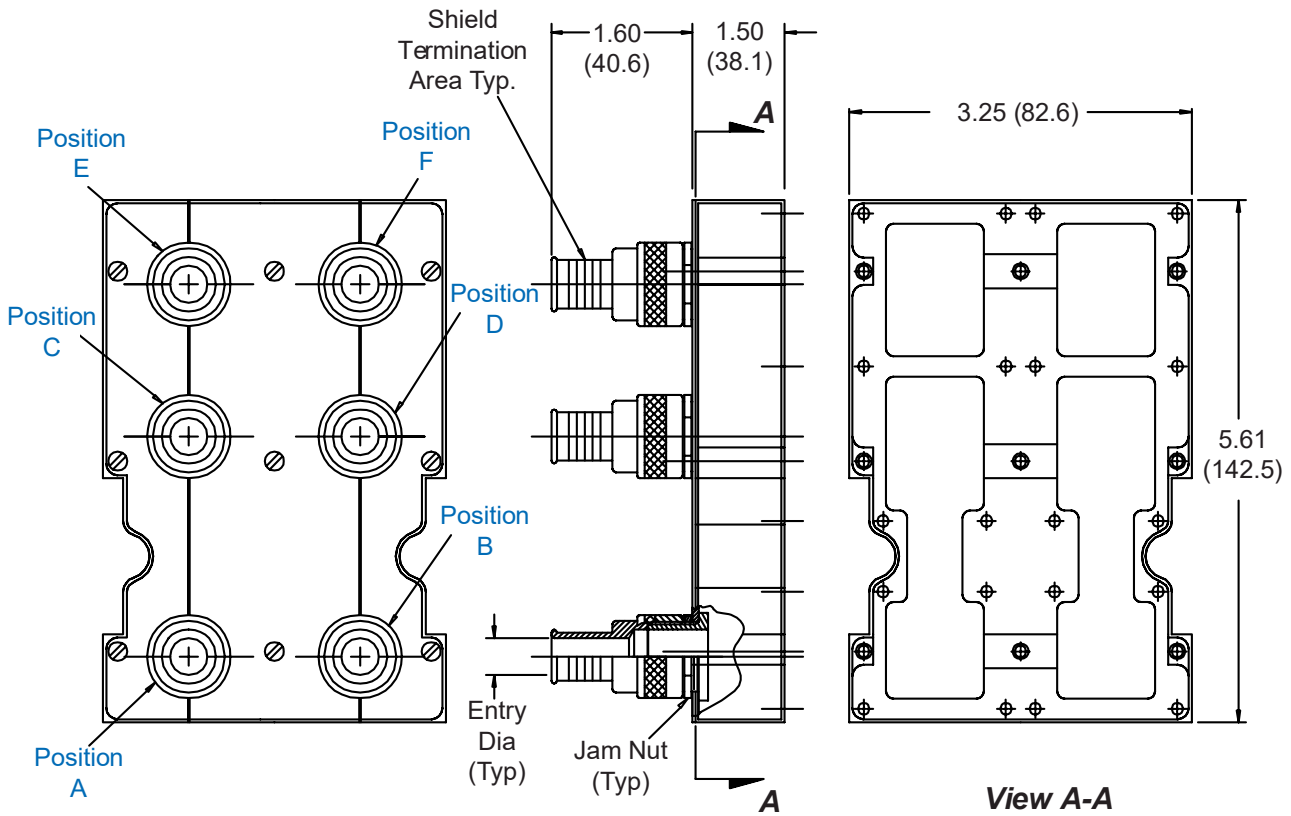 Shield
Termination
Area Typ.
1.60
(40.6)
1.50
(38.1)
A
3.25 (82.6)
Position
E
Position
F
Position
C
Position
D
5.61
(142.5)
Position
B
Entry
Dia
(Typ)
Jam Nut
(Typ)
Position
A
A
View A-A